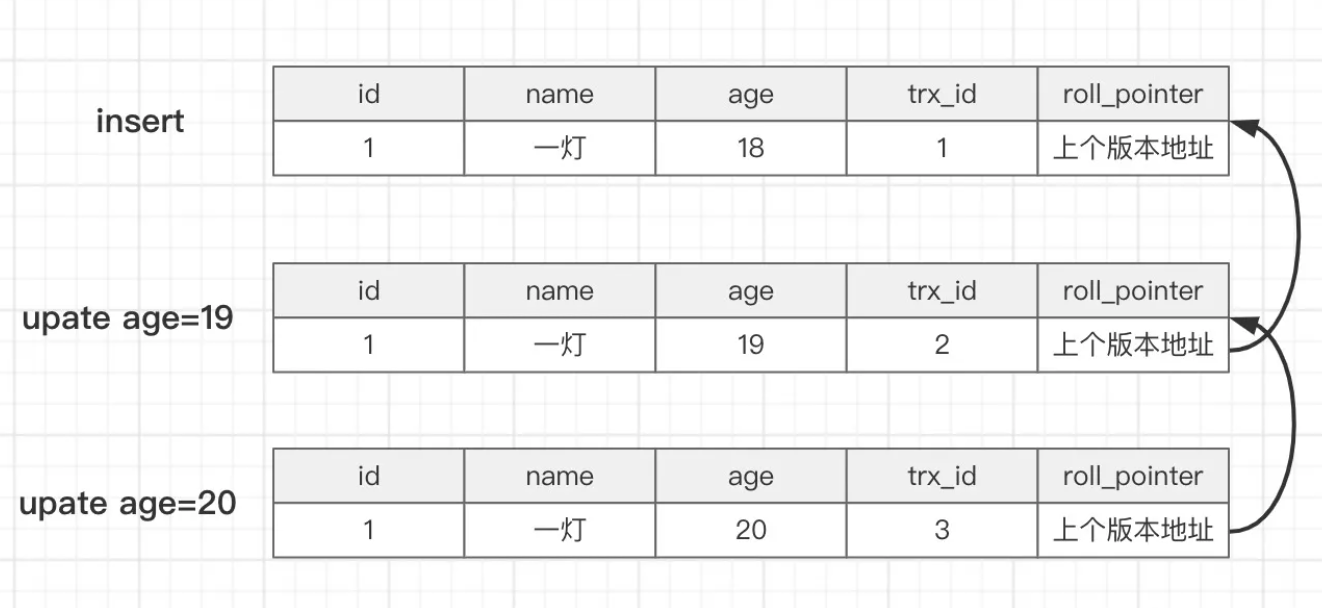 id name age trx_id roll_pointer
insert
1 一灯 18 1 上个版本地址
id name age trx_id roll_pointer
upate age=19
1 一灯 19 2 上个版本地址
id name age trx_id roll_pointer
upate age=20
1 一灯 20 3 上个版本地址